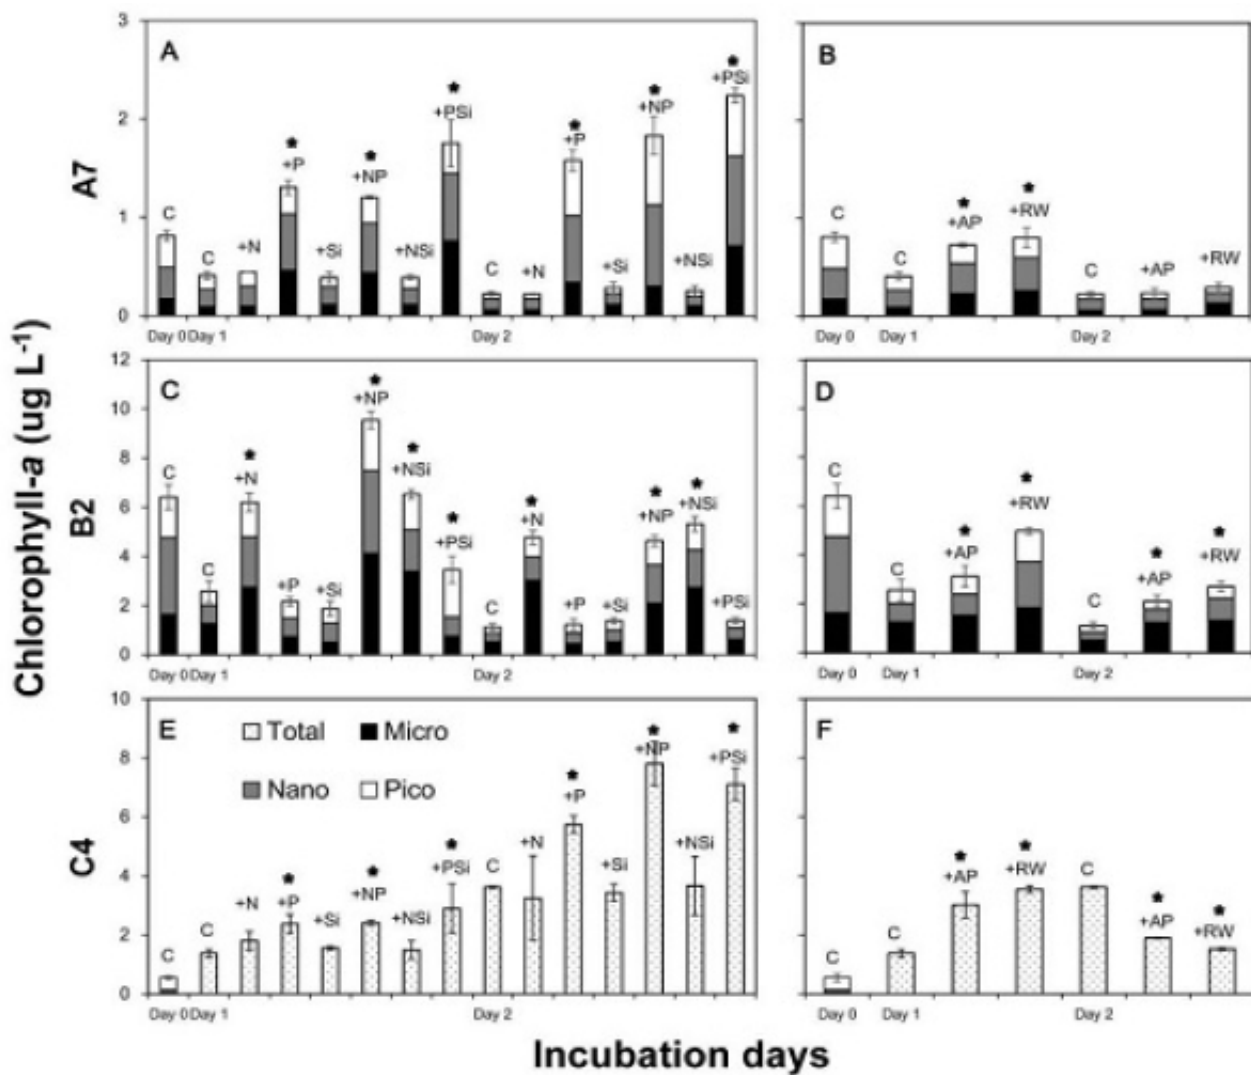 A
B
3
2
1
0
A7
C
C
+N
★
+P
+Si
★
+NP
+NSi
★
+PSi
C
+N
★
+P
+Si
★
+NP
+NSi
★
+PSi
C
C
★
+AP
★
+RW
C
+AP
+RW
Day 0 Day 1 Day 2
Day 0 Day 1 Day 2
C
D
12
10
8
6
4
2
0
B2
C
C
★
+N
+P
+Si
★
+NP
★
+NSi
★
+PSi
C
★
+N
+P
+Si
★
+NP
★
+NSi
+PSi
C
C
★
+AP
★
+RW
C
★
+AP
★
+RW
Day 0 Day 1 Day 2
Day 0 Day 1 Day 2
E
F
10
8
6
4
2
0
C4
Total Micro
Nano Pico
C
C
+N
★
+P
+Si
★
+NP
+NSi
★
+PSi
C
+N
★
+P
+Si
★
+NP
+NSi
★
+PSi
C
C
★
+AP
★
+RW
C
★
+AP
★
+RW
Day 0 Day 1 Day 2
Day 0 Day 1 Day 2
Chlorophyll-a (ug L-1)
Incubation days